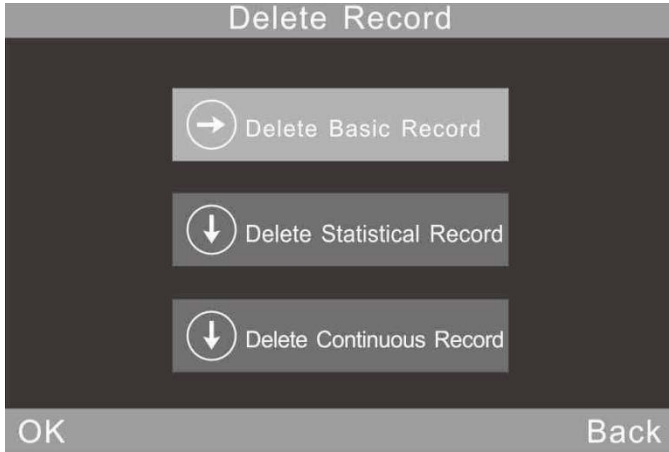 Delete Record
Delete Basic Record
Delete Statistical Record
Delete Continuous Record
OK Back